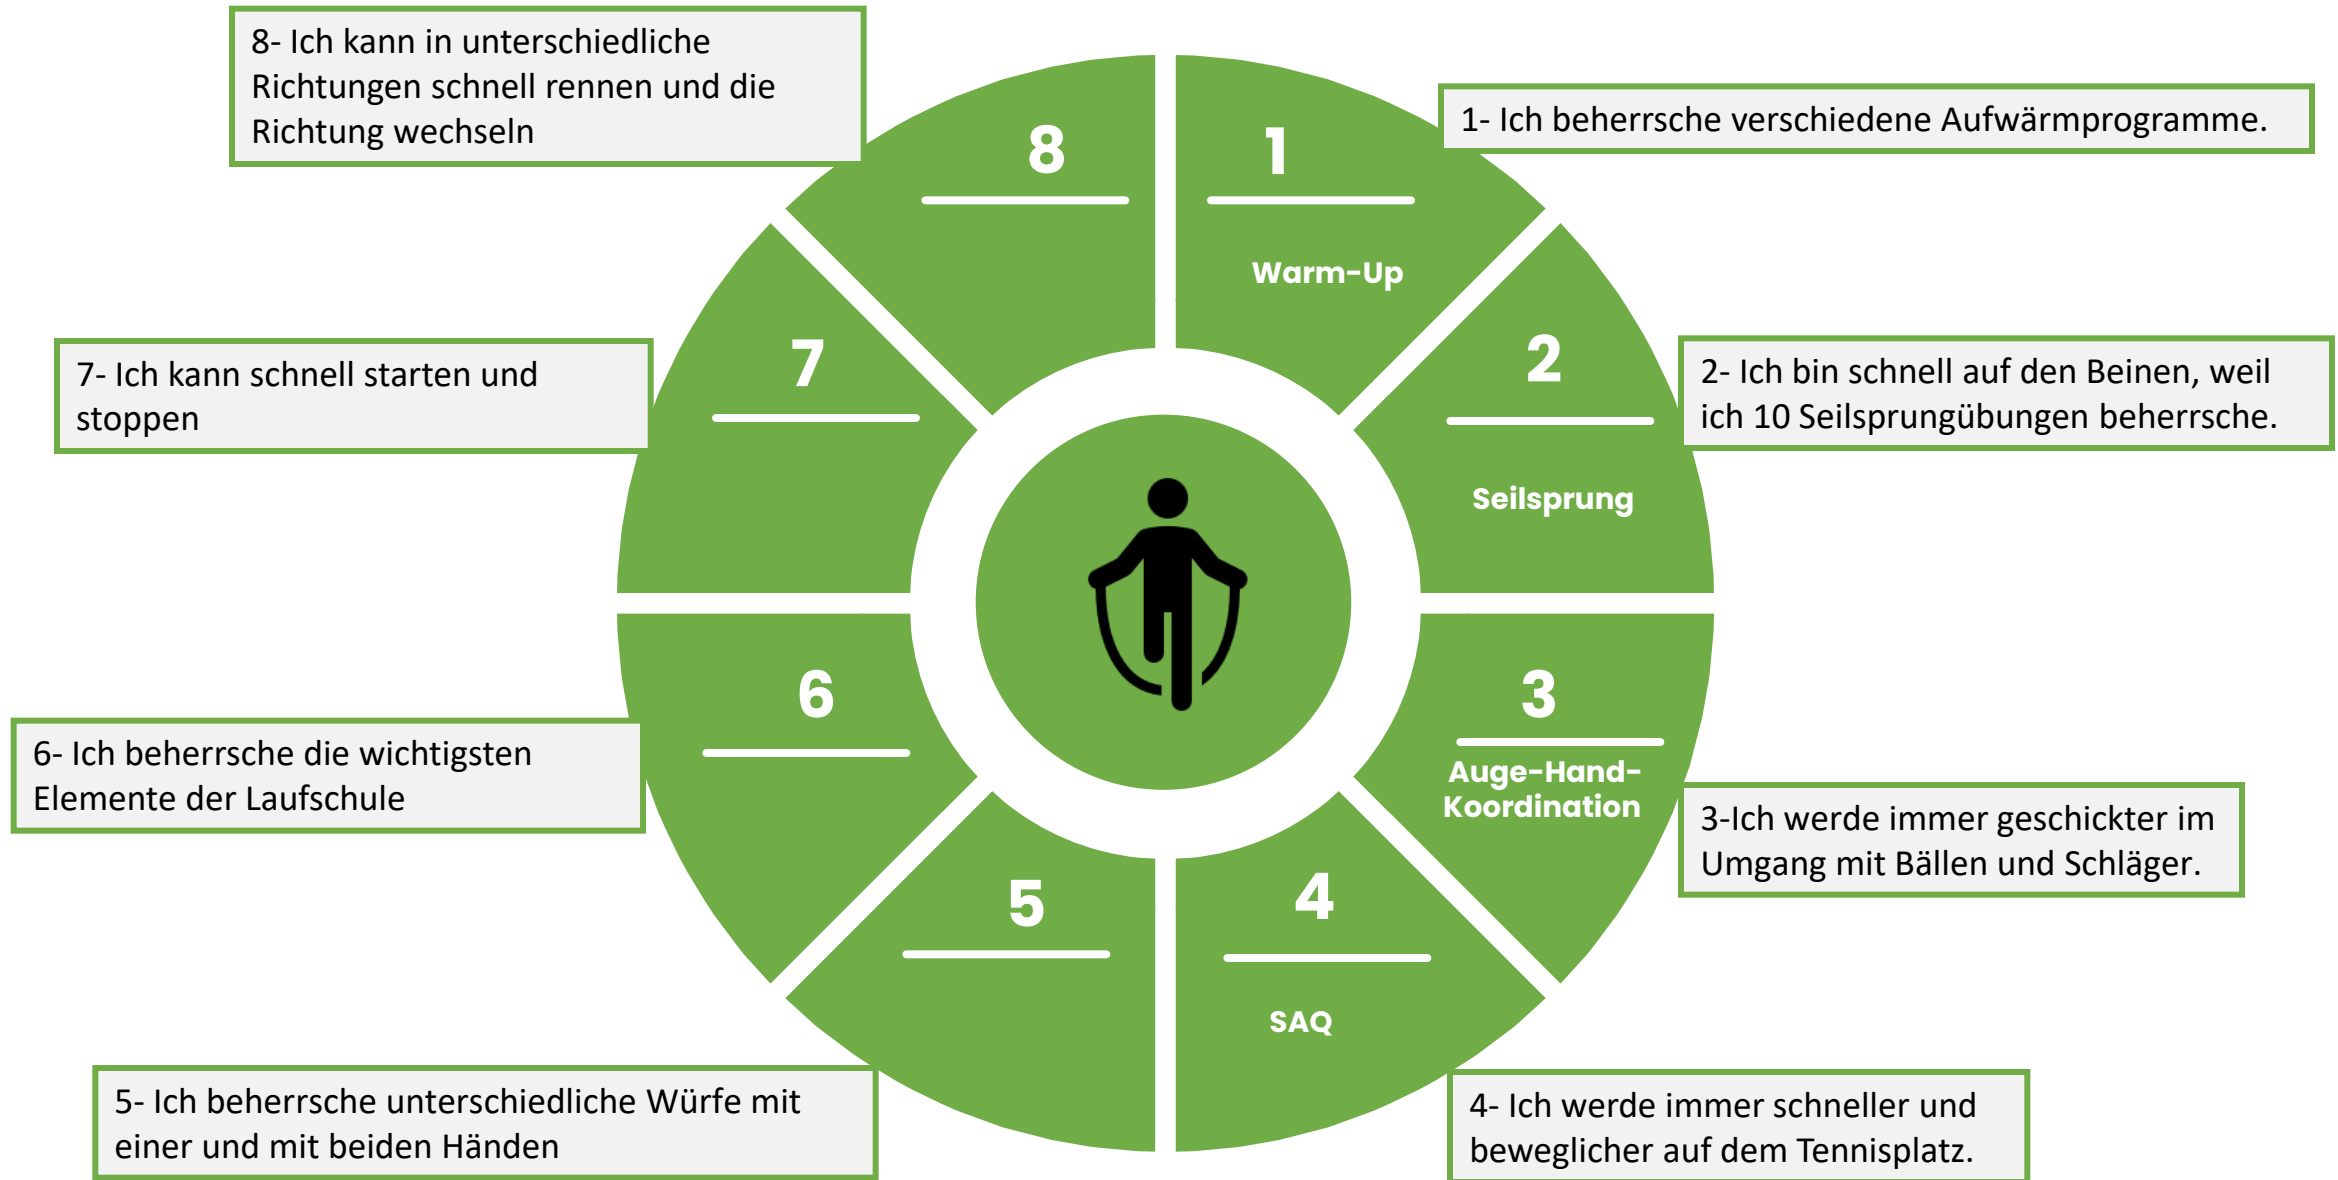 8- Ich kann in unterschiedliche
Richtungen schnell rennen und die
Richtung wechseln
1- Ich beherrsche verschiedene Aufwärmprogramme.
8
1
Warm-Up
7- Ich kann schnell starten und
stoppen
7
2
2- Ich bin schnell auf den Beinen, weil
ich 10 Seilsprungübungen beherrsche.
Seilsprung
6
3
6- Ich beherrsche die wichtigsten
Elemente der Laufschule
Auge-Hand-
Koordination
3-Ich werde immer geschickter im
Umgang mit Bällen und Schläger.
5
4
SAQ
5- Ich beherrsche unterschiedliche Würfe mit
einer und mit beiden Händen
4- Ich werde immer schneller und
beweglicher auf dem Tennisplatz.